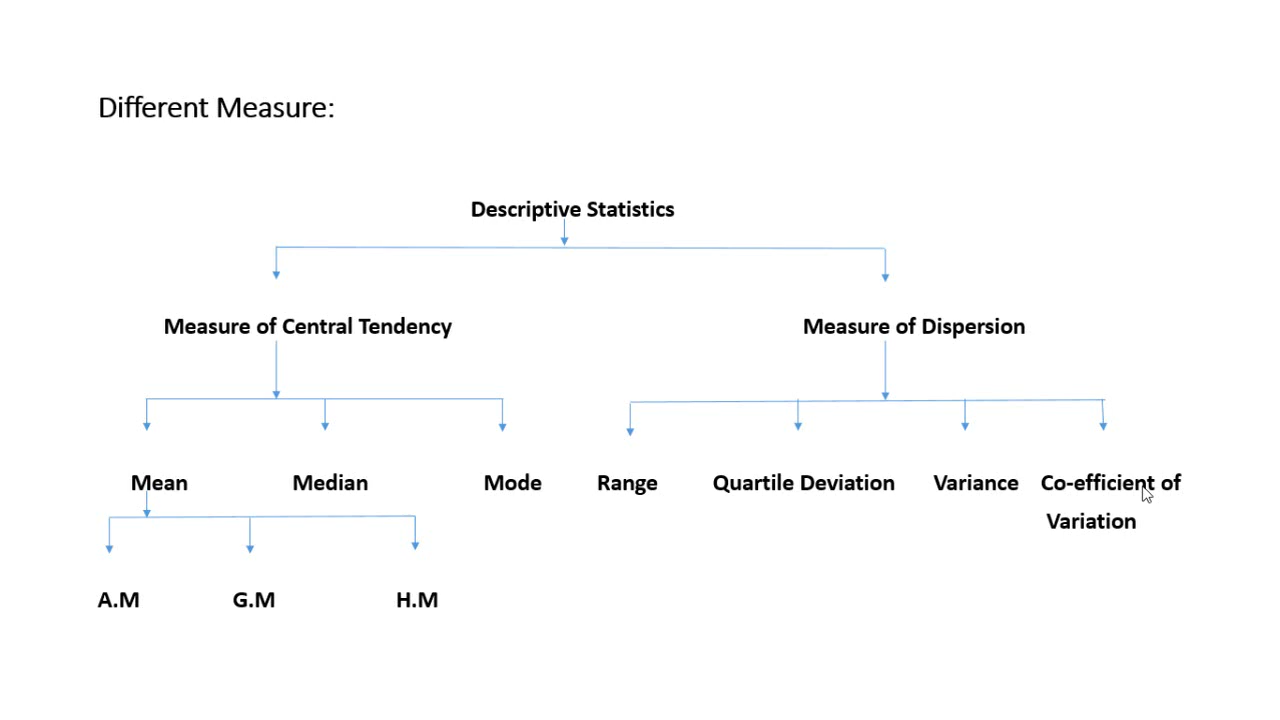 Different Measure:
Descriptive Statistics
Measure of Central Tendency
Measure of Dispersion
Mean
Median
Mode
Range
Quartile Deviation
Variance
Co-efficient of
Variation
A.M
G.M
H.M